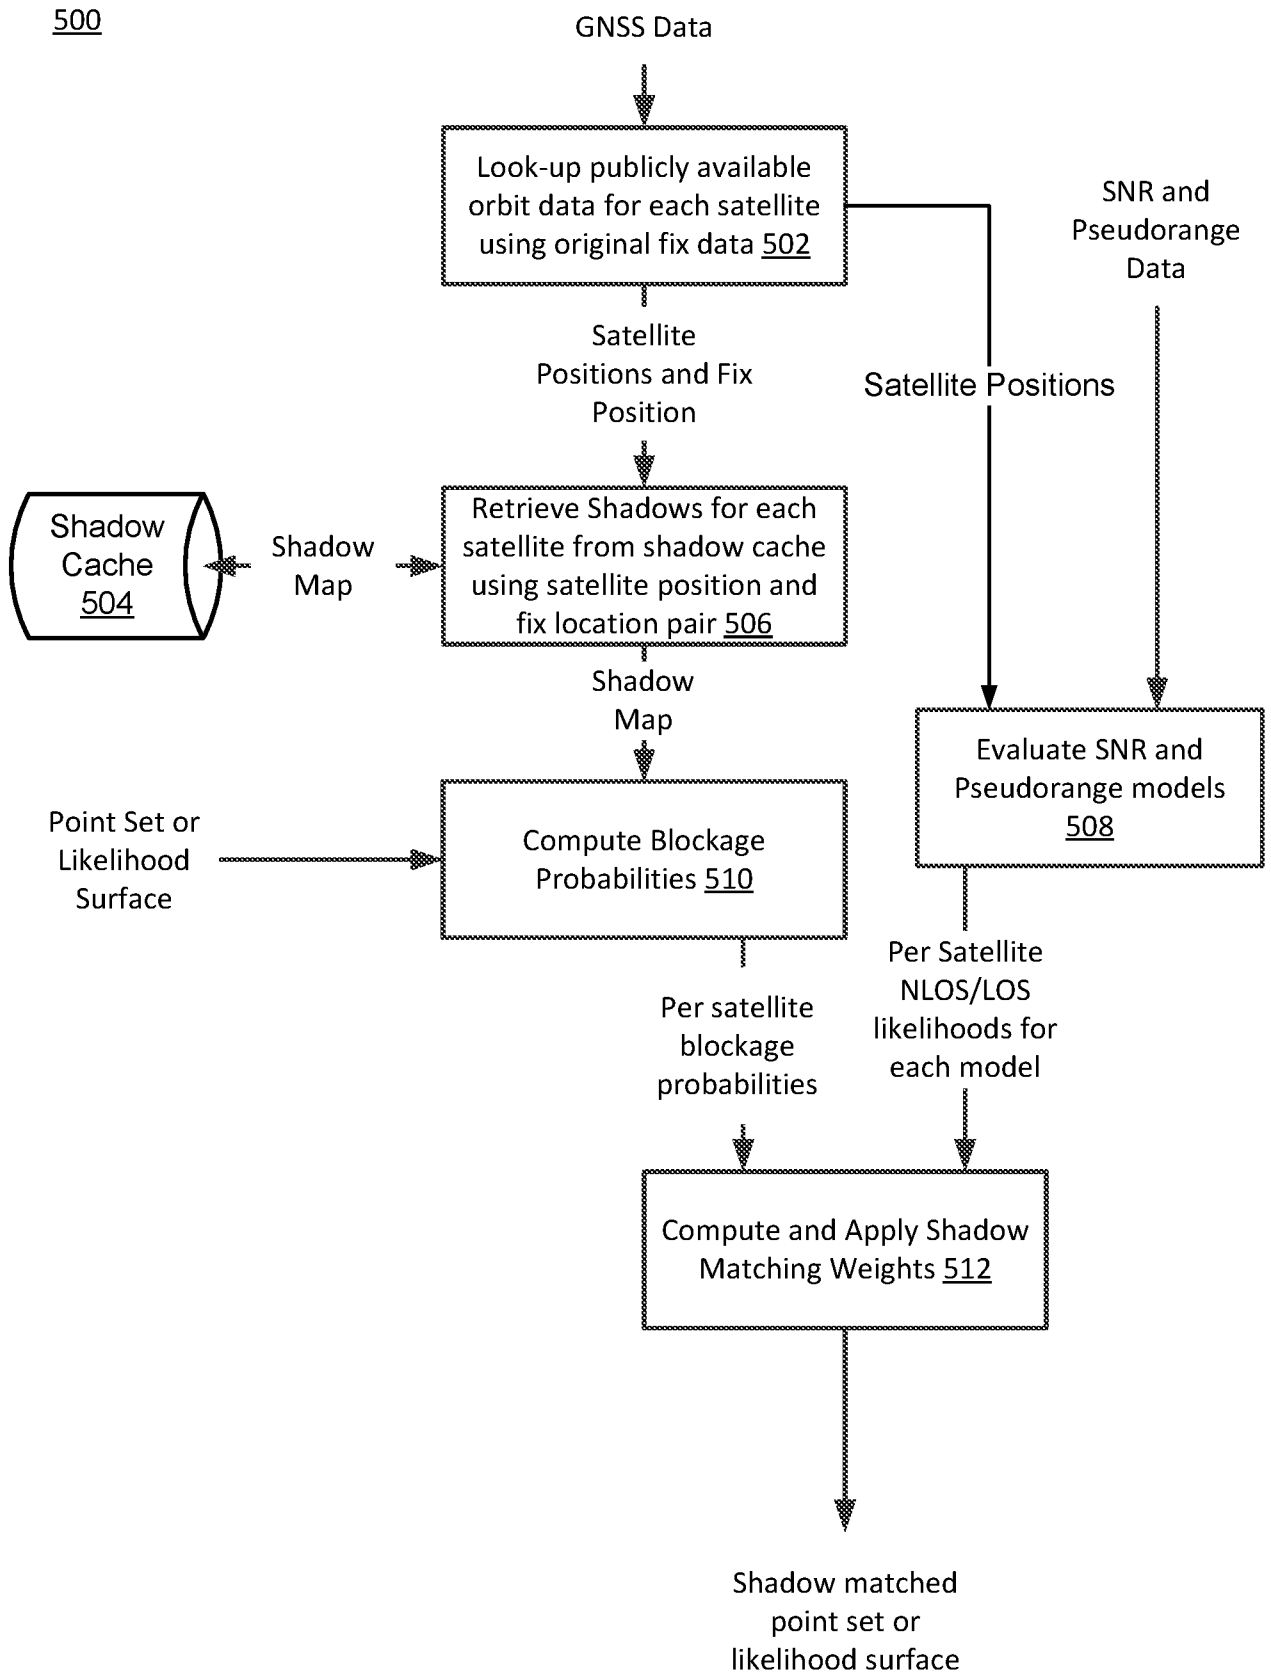 500
GNSS Data
Look-up publicly available
orbit data for each satellite
using original fix data 502
SNR and
Pseudorange
Data
Satellite
Positions and Fix
Position
Satellite Positions
Shadow
Cache
504
Shadow
Map
Retrieve Shadows for each
satellite from shadow cache
using satellite position and
fix location pair 506
Shadow
Map
Evaluate SNR and
Pseudorange models
508
Point Set or
Likelihood
Surface
Compute Blockage
Probabilities 510
Per satellite
blockage
probabilities
Per Satellite
NLOS/LOS
likelihoods for
each model
Compute and Apply Shadow
Matching Weights 512
Shadow matched
point set or
likelihood surface